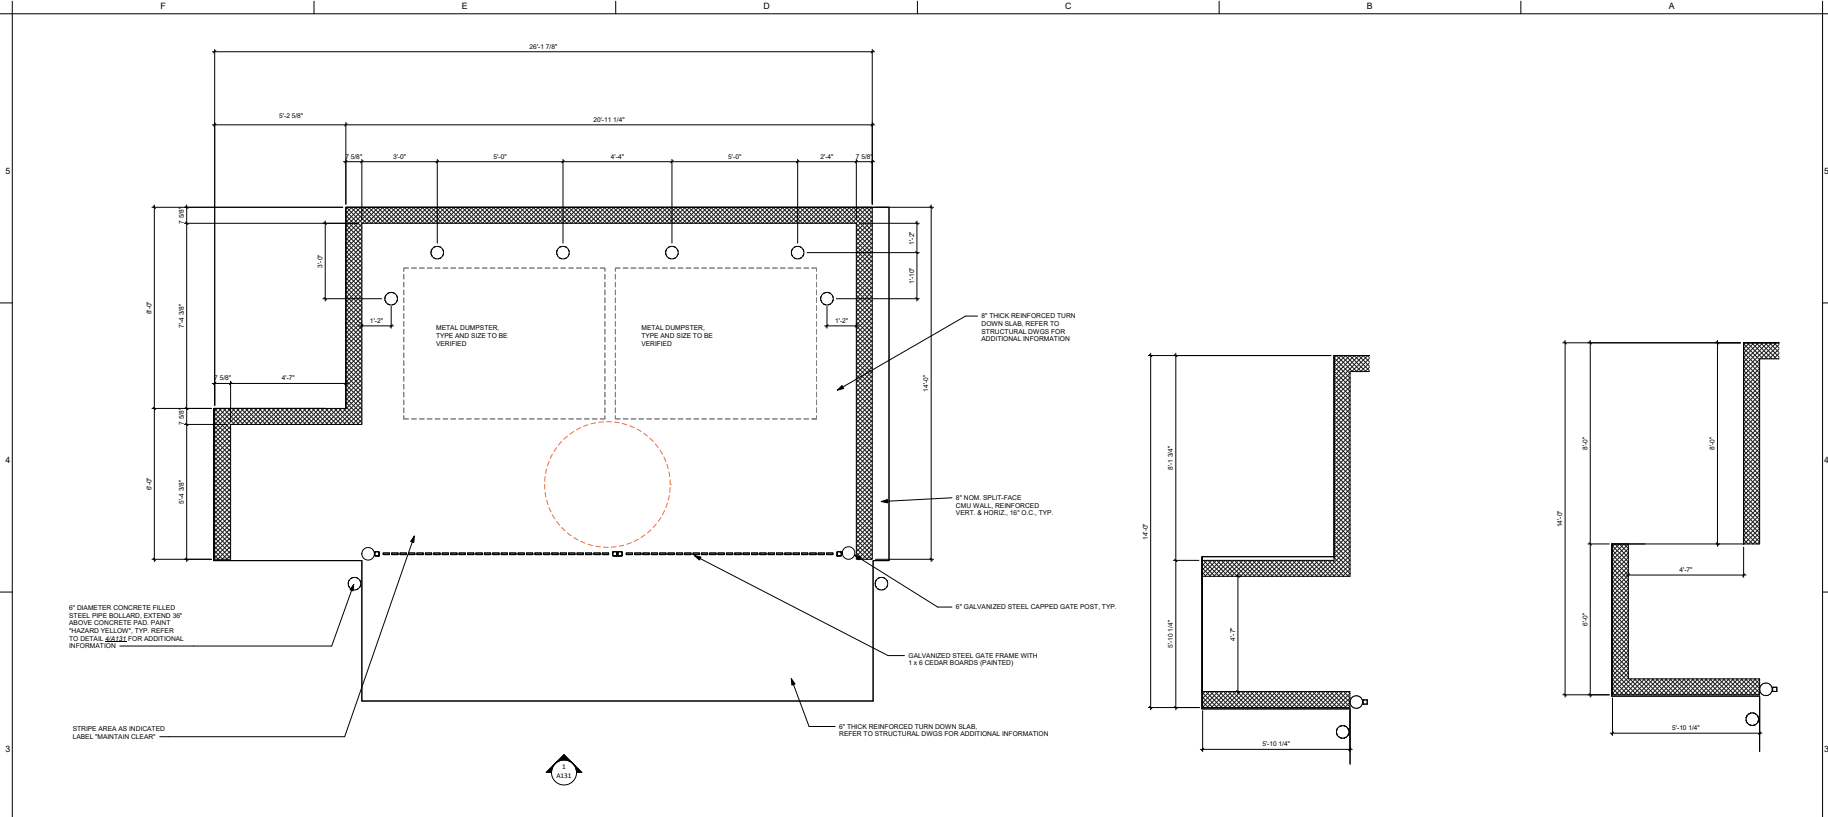 F
E
D
C
B
A
5
5
4
4
3
3
26'-1 7/8"
5'-2 5/8"
20'-11 1/4"
7 5/8"
3'-0"
5'-0"
4'-4"
5'-0"
2'-4"
7 5/8"
7 5/8"
8'-0"
7'-4 3/8"
7 5/8"
6'-0"
5'-4 3/8"
7 5/8"
4'-7"
3'-0"
1'-2"
1'-2"
1'-2"
1'-10"
14'-0"
METAL DUMPSTER,
TYPE AND SIZE TO BE
VERIFIED
METAL DUMPSTER,
TYPE AND SIZE TO BE
VERIFIED
8" THICK REINFORCED TURN
DOWN SLAB, REFER TO
STRUCTURAL DWGS FOR
ADDITIONAL INFORMATION
8" NOM. SPLIT-FACE
CMU WALL, REINFORCED
VERT. & HORIZ., 16" O.C., TYP.
6" GALVANIZED STEEL CAPPED GATE POST, TYP.
GALVANIZED STEEL GATE FRAME WITH
1 x 6 CEDAR BOARDS (PAINTED)
6" THICK REINFORCED TURN DOWN SLAB,
REFER TO STRUCTURAL DWGS FOR ADDITIONAL INFORMATION
6" DIAMETER CONCRETE FILLED
STEEL PIPE BOLLARD, EXTEND 36"
ABOVE CONCRETE PAD. PAINT
"HAZARD YELLOW", TYP. REFER
TO DETAIL 4/A131 FOR ADDITIONAL
INFORMATION
STRIPE AREA AS INDICATED
LABEL "MAINTAIN CLEAR"
1
A131
14'-0"
8'-1 3/4"
5'-10 1/4"
4'-7"
5'-10 1/4"
14'-0"
8'-0"
8'-0"
4'-7"
6'-0"
5'-10 1/4"